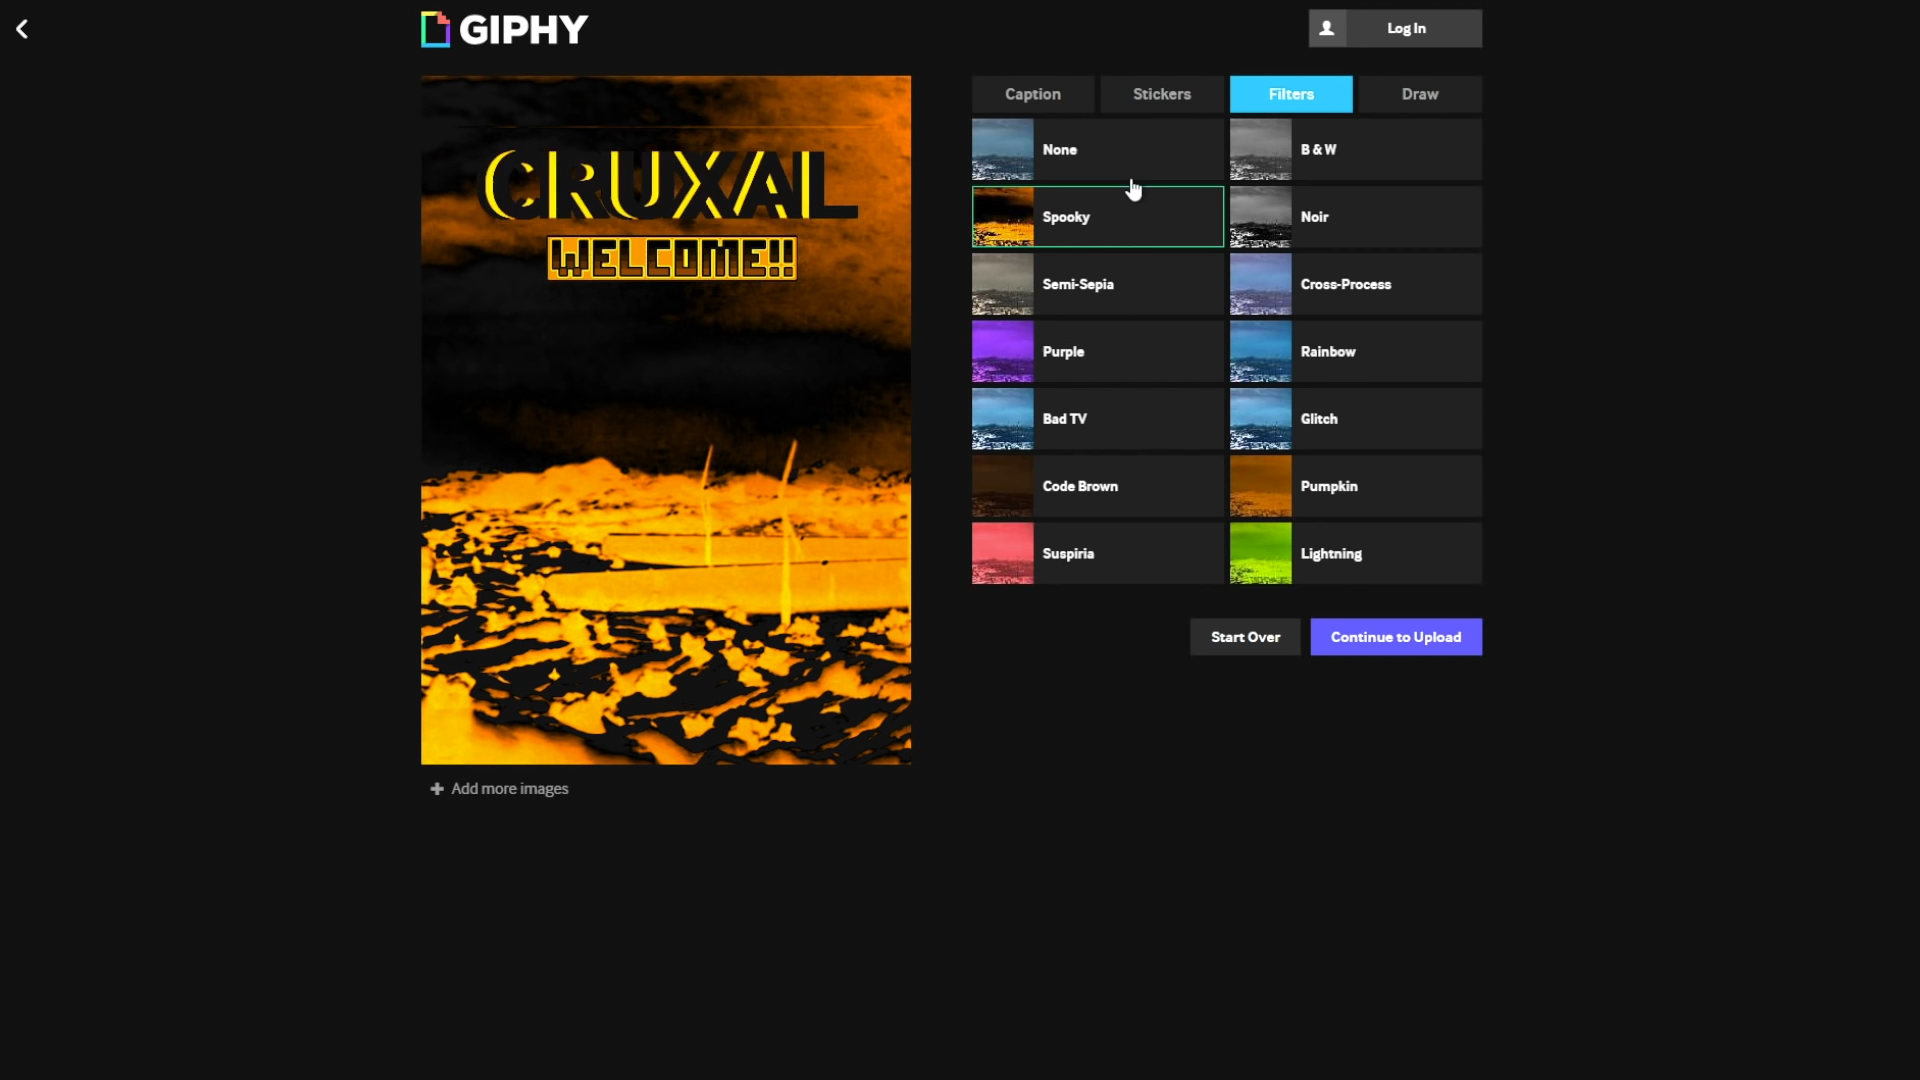 GIPHY
Log In
Caption
Stickers
Filters
Draw
CRUXAL
WELCOME!!
None
B & W
Spooky
Noir
Semi-Sepia
Cross-Process
Purple
Rainbow
Bad TV
Glitch
Code Brown
Pumpkin
Suspiria
Lightning
Start Over
Continue to Upload
Add more images